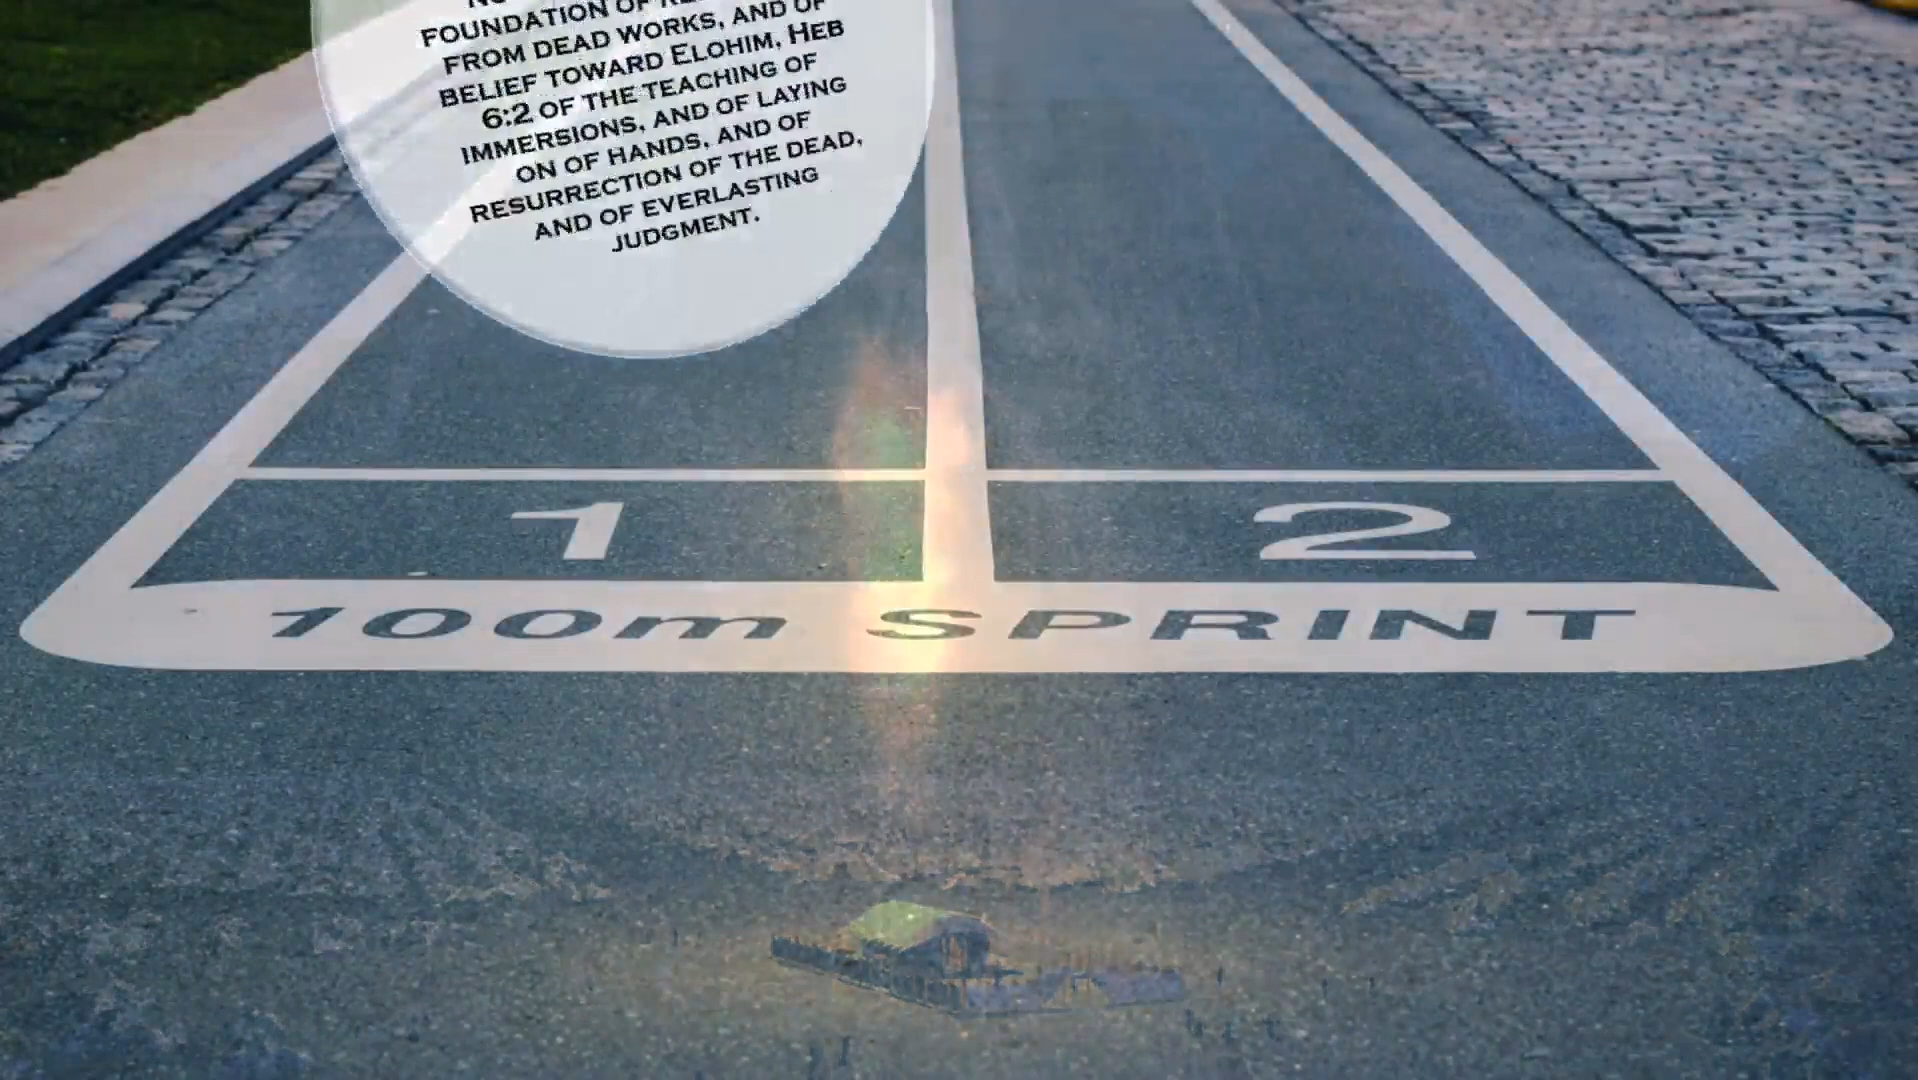 FOUNDATION OF
FROM DEAD WORKS, AND OF
BELIEF TOWARD ELOHIM, HEB
6:2 OF THE TEACHING OF
IMMERSIONS, AND OF LAYING
ON OF HANDS, AND OF
RESURRECTION OF THE DEAD,
AND OF EVERLASTING
JUDGMENT.
1 2
100m SPRINT